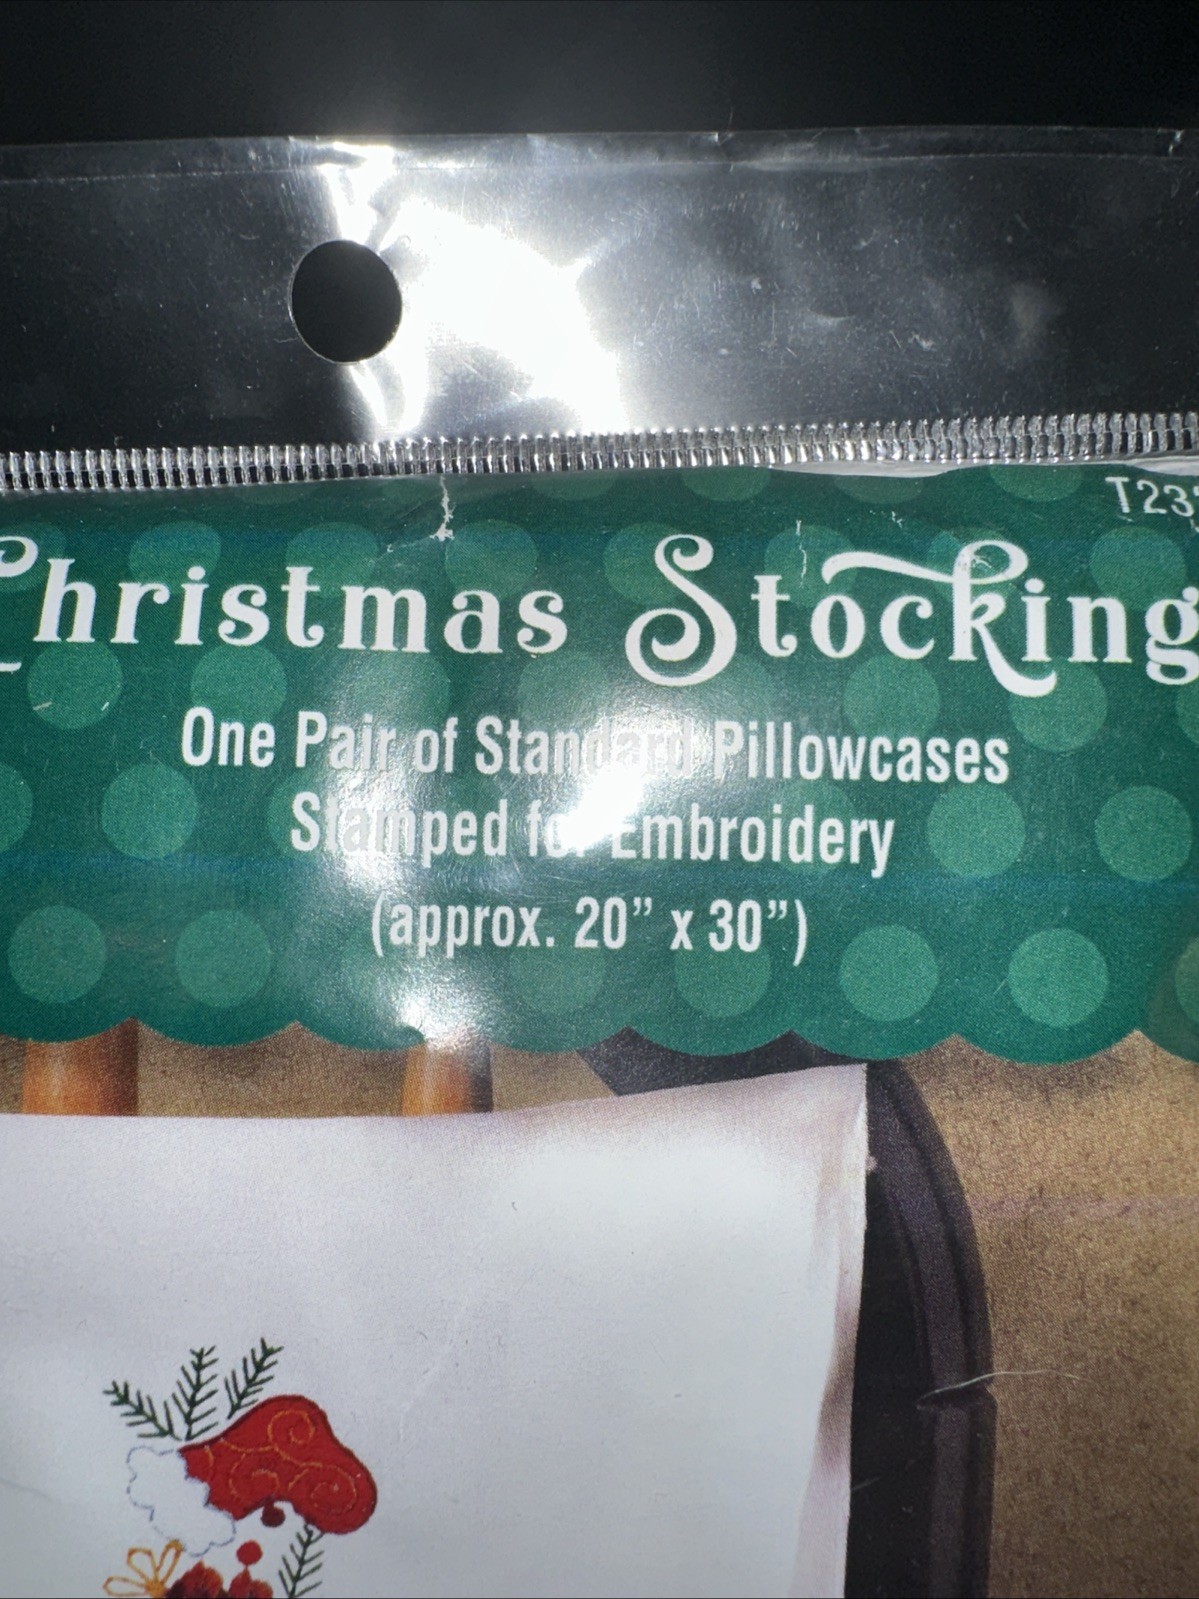 T23
Christmas Stocking
One Pair of Standard Pillowcases
Stamped for Embroidery
(approx. 20” x 30”)